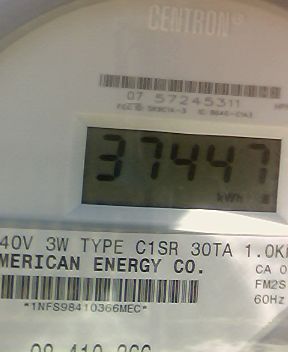 CENTRON®
07 57245311
37447
kWh
40V 3W TYPE C1SR 30TA 1.0K
MERICAN ENERGY CO.
CA 0
FM2S
*1NFS98410366MEC*
60Hz